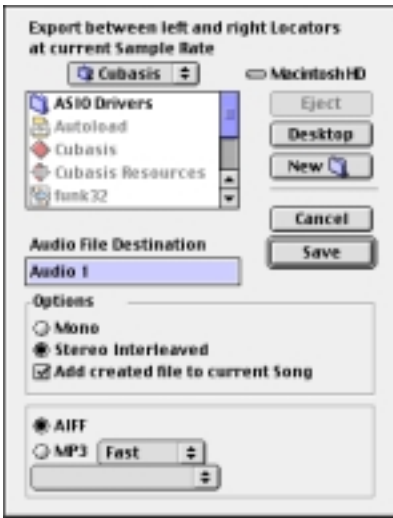 Export between left and right Locators
at current Sample Rate
Cubasis
Macintosh HD
ASIO Drivers
Autoload
Cubasis
Cubasis Resources
funk32
Eject
Desktop
New
Cancel
Save
Audio File Destination
Audio 1
Options
Mono
Stereo Interleaved
Add created file to current Song
AIFF
MP3 Fast